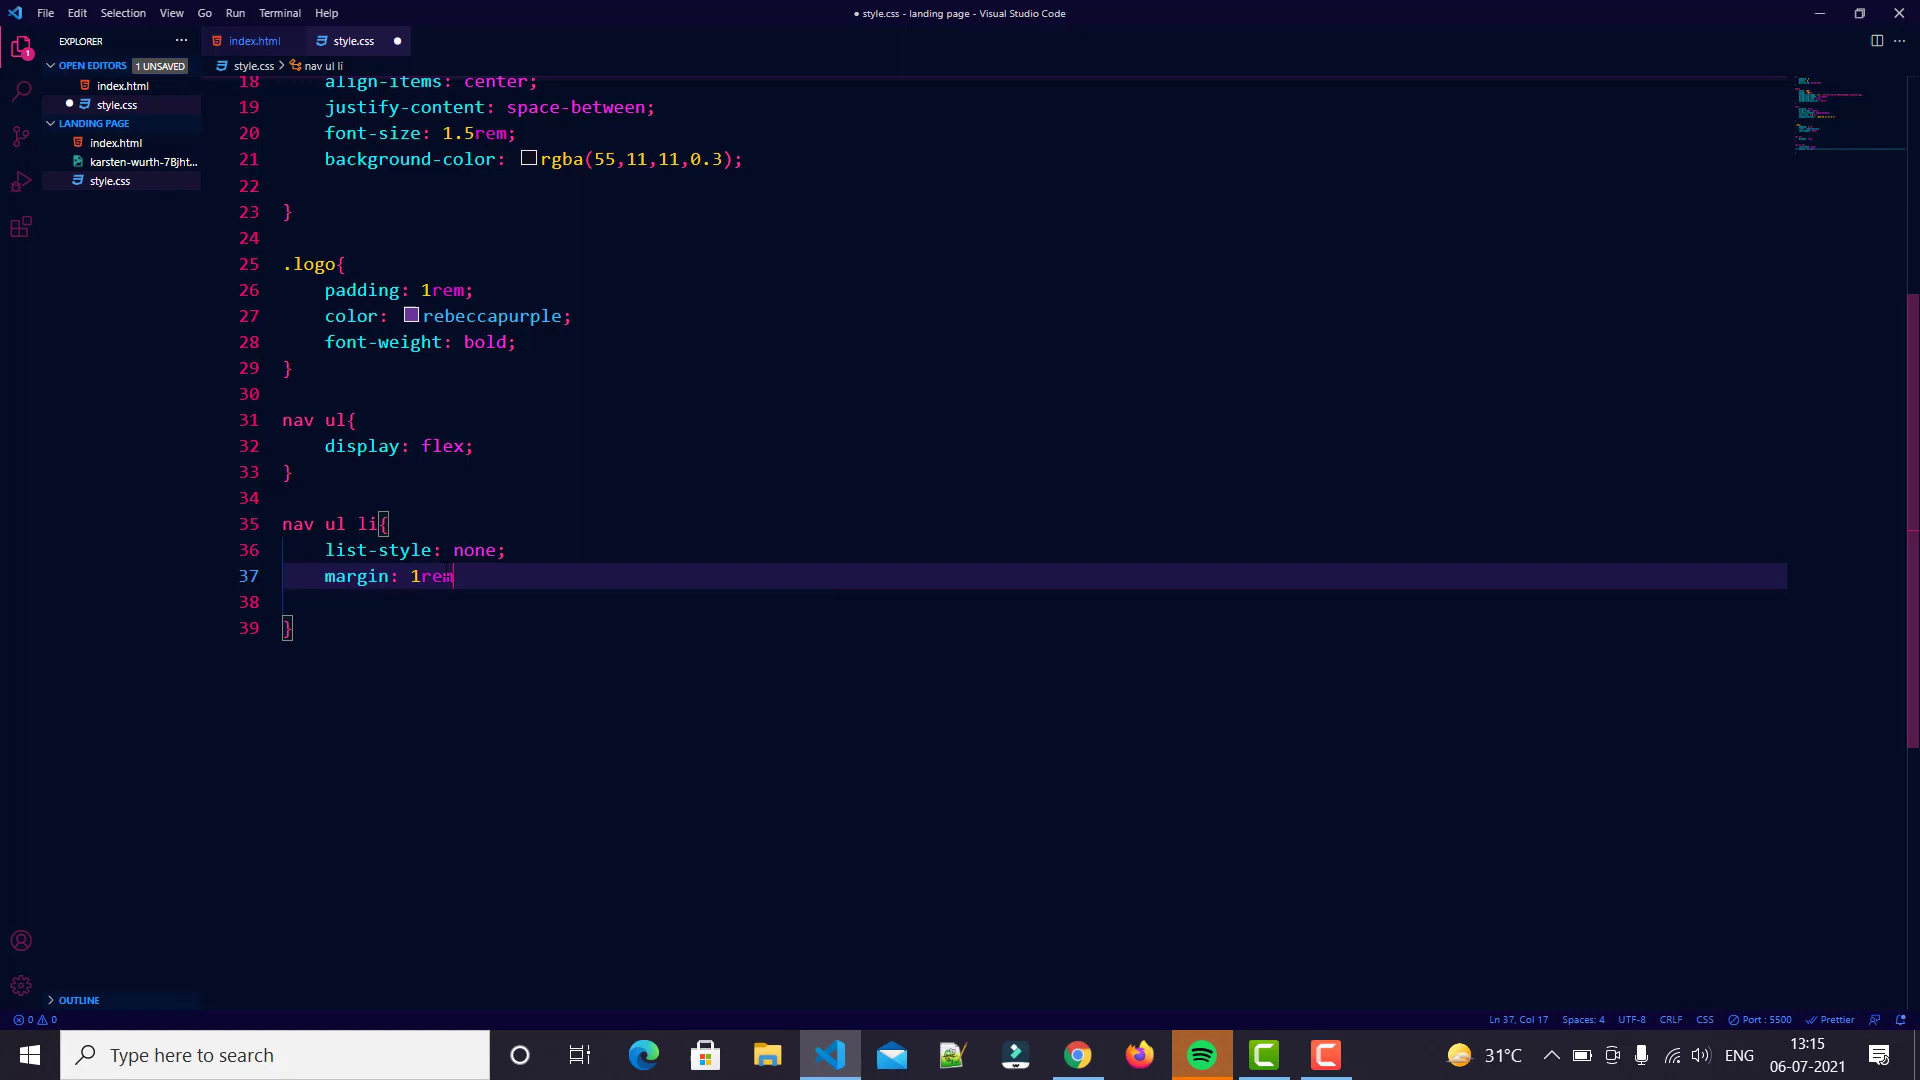 File Edit Selection View Go Run Terminal Help
● style.css - landing page - Visual Studio Code
EXPLORER ···
index.html
style.css ●
OPEN EDITORS 1 UNSAVED
style.css > nav ul li
index.html
● style.css
LANDING PAGE
index.html
karsten-wurth-7Bjht...
style.css
18 align-items: center;
19 justify-content: space-between;
20 font-size: 1.5rem;
21 background-color: rgba(55,11,11,0.3);
22
23 }
24
25 .logo{
26 padding: 1rem;
27 color: rebeccapurple;
28 font-weight: bold;
29 }
30
31 nav ul{
32 display: flex;
33 }
34
35 nav ul li{
36 list-style: none;
37 margin: 1rem
38
39 }
1
OUTLINE
0 0
Ln 37, Col 17 Spaces: 4 UTF-8 CRLF CSS Port : 5500 Prettier
Type here to search
31°C
ENG
13:15
06-07-2021